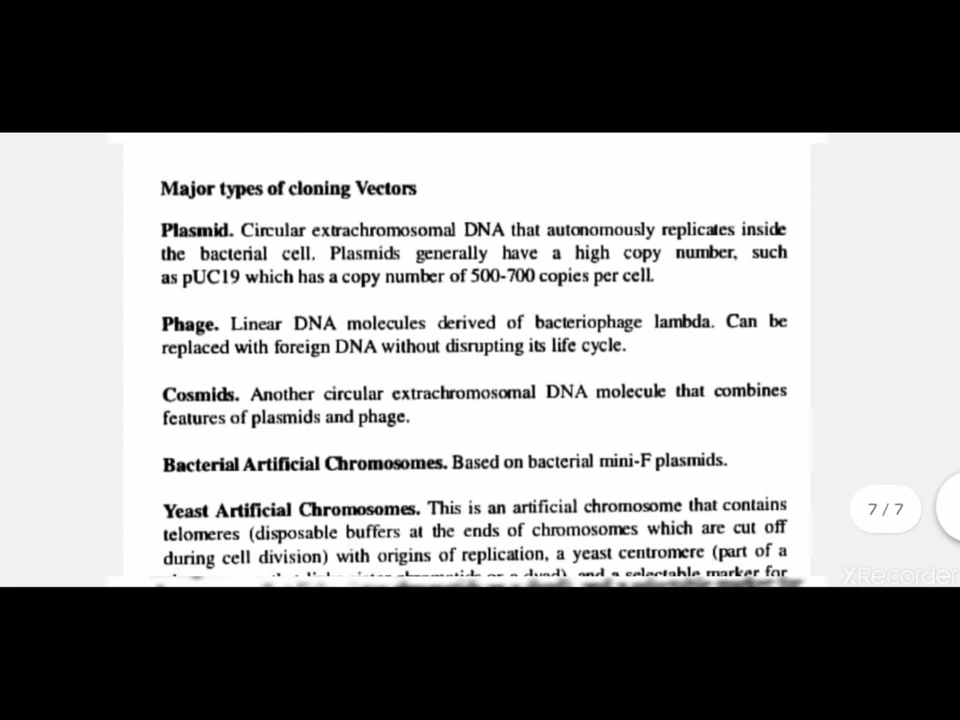 Major types of cloning Vectors
Plasmid. Circular extrachromosomal DNA that autonomously replicates inside
the bacterial cell. Plasmids generally have a high copy number, such
as pUC19 which has a copy number of 500-700 copies per cell.
Phage. Linear DNA molecules derived of bacteriophage lambda. Can be
replaced with foreign DNA without disrupting its life cycle.
Cosmids. Another circular extrachromosomal DNA molecule that combines
features of plasmids and phage.
Bacterial Artificial Chromosomes. Based on bacterial mini-F plasmids.
Yeast Artificial Chromosomes. This is an artificial chromosome that contains
telomeres (disposable buffers at the ends of chromosomes which are cut off
during cell division) with origins of replication, a yeast centromere (part of a
and a selectable marker for
7 / 7
XRecorder